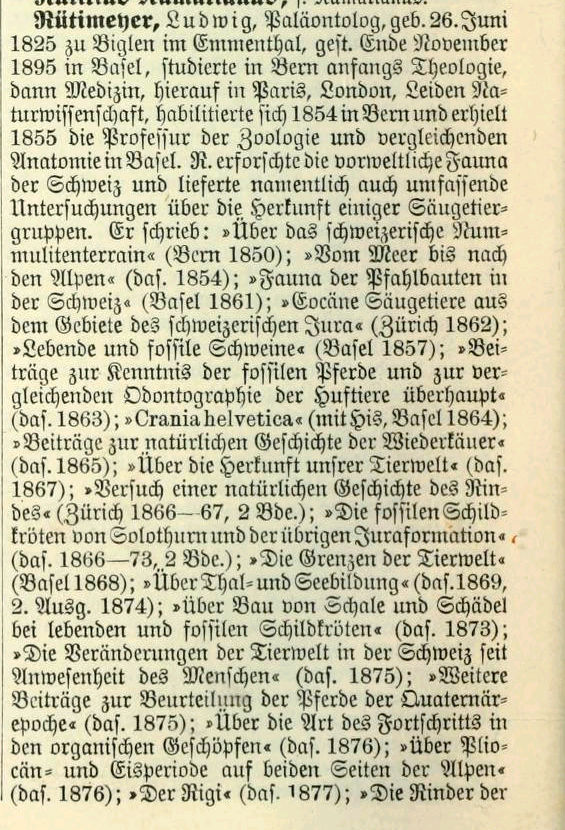 Rütimeyer, Ludwig, Paläontolog, geb. 26. Juni
1825 zu Biglen im Emmenthal, gest. Ende November
1895 in Basel, studierte in Bern anfangs Theologie,
dann Medizin, hierauf in Paris, London, Leiden Na-
turwissenschaft, habilitierte sich 1854 in Bern und erhielt
1855 die Professur der Zoologie und vergleichenden
Anatomie in Basel. R. erforschte die vorweltliche Fauna
der Schweiz und lieferte namentlich auch umfassende
Untersuchungen über die Herkunft einiger Säugetier-
gruppen. Er schrieb: »Über das schweizerische Num-
mulitenterrain« (Bern 1850); »Vom Meer bis nach
den Alpen« (das. 1854); »Fauna der Pfahlbauten in
der Schweiz« (Basel 1861); »Eocäne Säugetiere aus
dem Gebiete des schweizerischen Jura« (Zürich 1862);
»Lebende und fossile Schweine« (Basel 1857); »Bei-
träge zur Kenntnis der fossilen Pferde und zur ver-
gleichenden Odontographie der Huftiere überhaupt«
(das. 1863); »Crania helvetica« (mit His, Basel 1864);
»Beiträge zur natürlichen Geschichte der Wiederkäuer«
(das. 1865); »Über die Herkunft unsrer Tierwelt« (das.
1867); »Versuch einer natürlichen Geschichte des Rin-
des« (Zürich 1866—67, 2 Bde.); »Die fossilen Schild-
kröten von Solothurn und der übrigen Juraformation«
(das. 1866—73, 2 Bde.); »Die Grenzen der Tierwelt«
(Basel 1868); »Über Thal- und Seebildung« (das. 1869,
2. Ausg. 1874); »über Bau von Schale und Schädel
bei lebenden und fossilen Schildkröten« (das. 1873);
»Die Veränderungen der Tierwelt in der Schweiz seit
Anwesenheit des Menschen« (das. 1875); »Weitere
Beiträge zur Beurteilung der Pferde der Quaternär-
epoche« (das. 1875); »Über die Art des Fortschritts in
den organischen Geschöpfen« (das. 1876); »über Plio-
cän- und Eisperiode auf beiden Seiten der Alpen«
(das. 1876); »Der Rigi« (das. 1877); »Die Rinder der